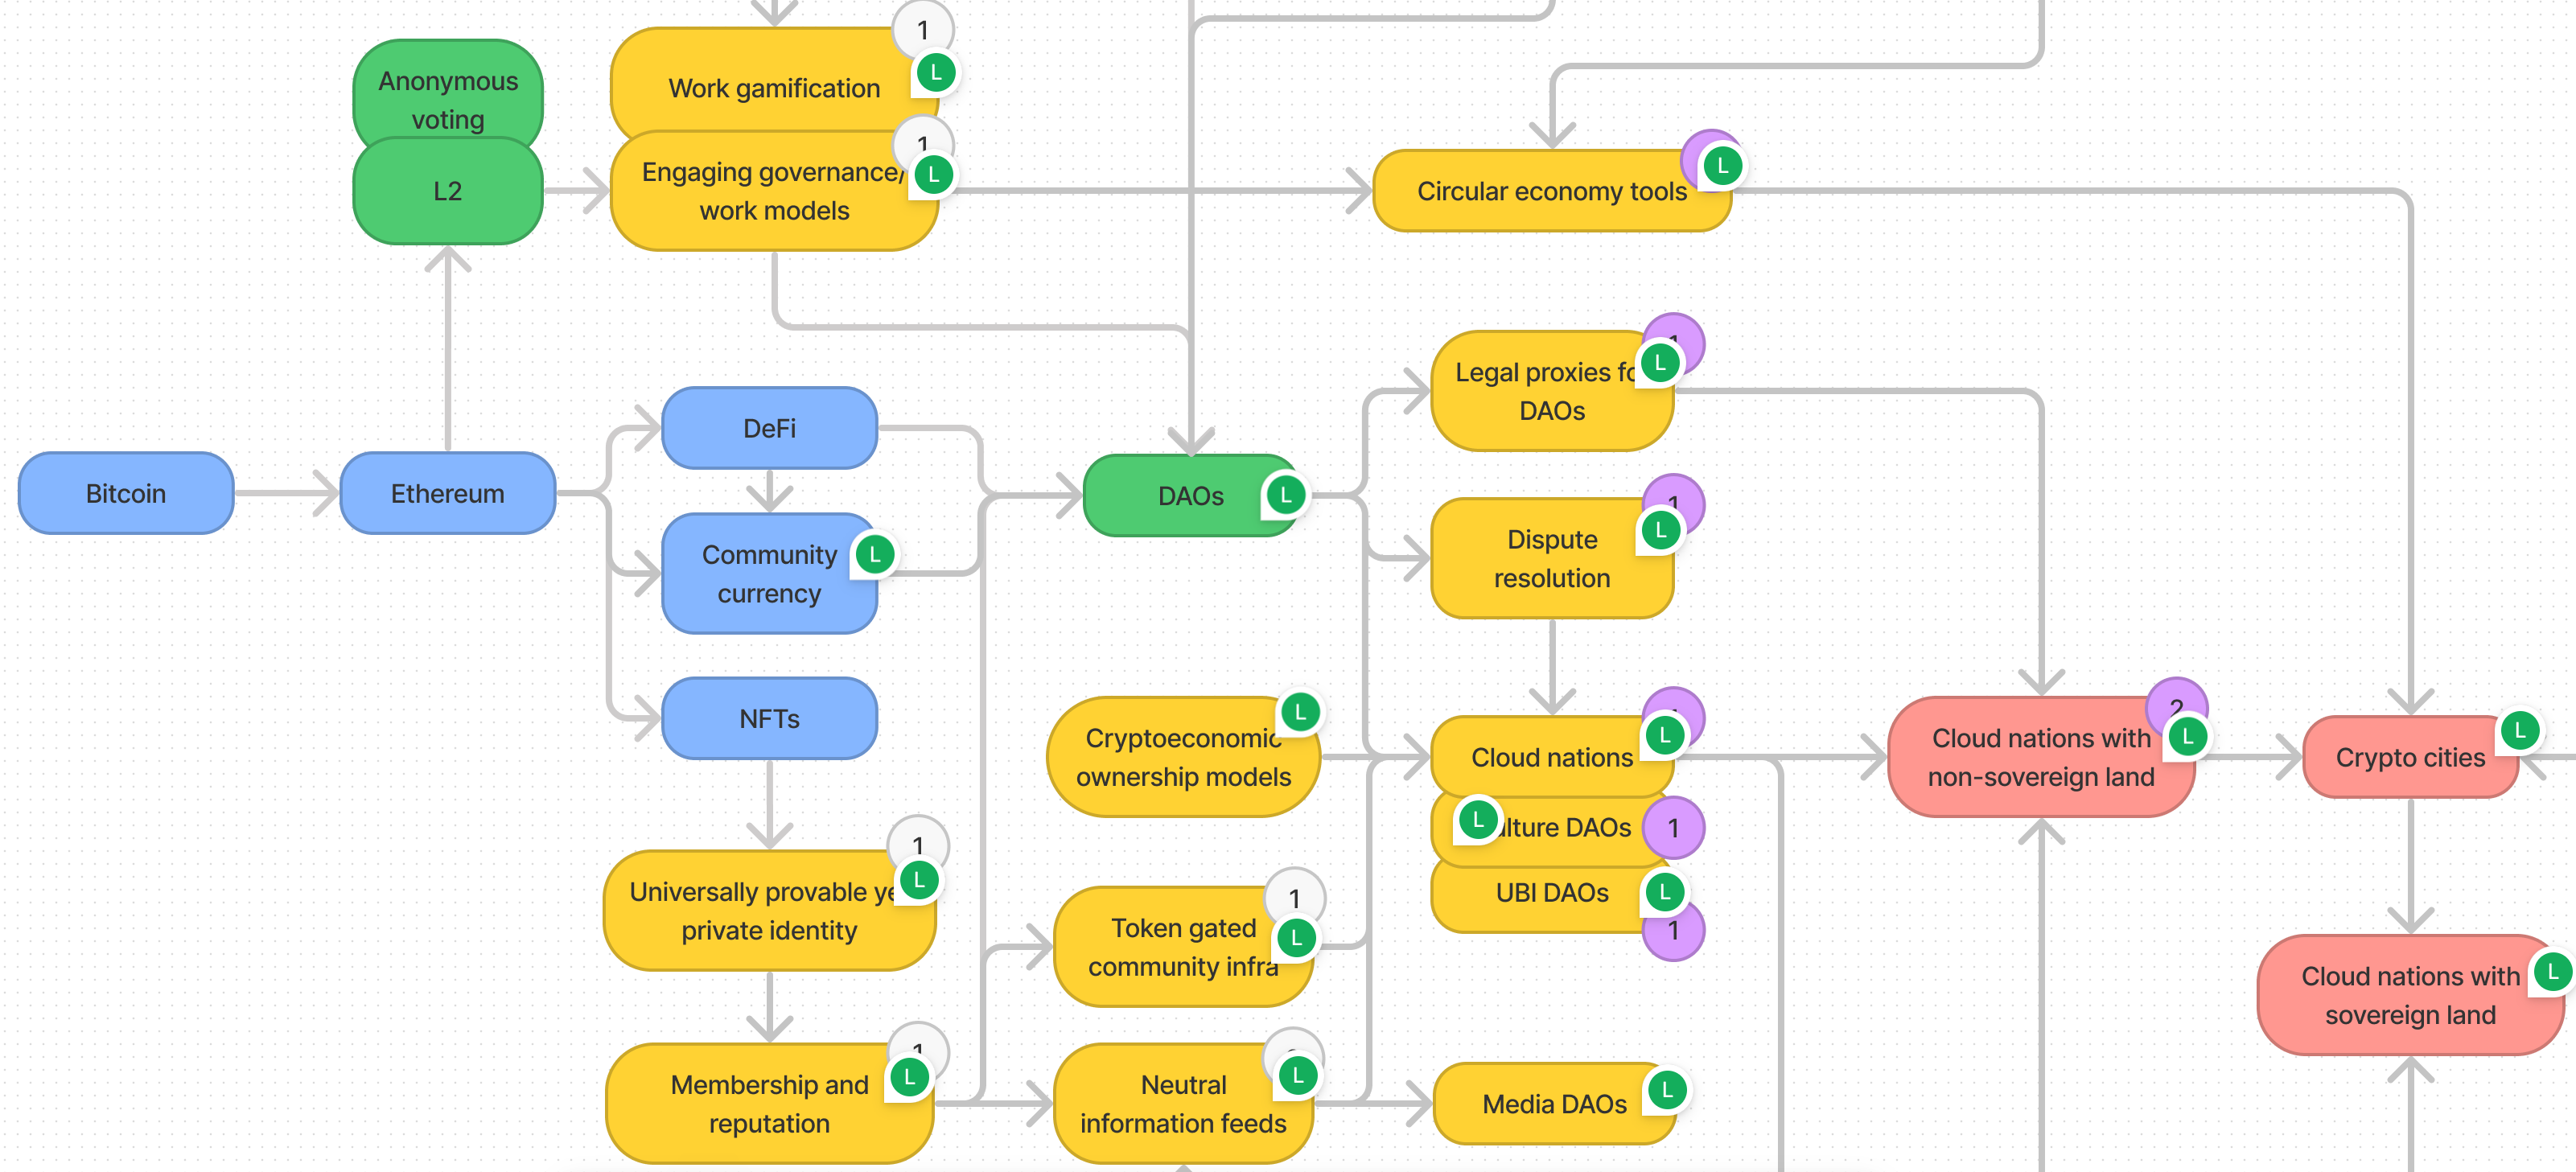 1
L
Work gamification
Anonymous
voting
L2
1
L
Engaging governance/
work models
L
Circular economy tools
Bitcoin
Ethereum
DeFi
Community
currency
L
NFTs
DAOs
L
1
L
Legal proxies
DAOs
1
L
Dispute
resolution
L
Cryptoeconomic
ownership models
L
Cloud nations
L
DAOs
1
UBI DAOs
L
1
2
L
Cloud nations with
non-sovereign land
L
Crypto cities
L
Cloud nations with
sovereign land
1
L
Universally provable
private identity
1
L
Token gated
community infra
1
L
Membership and
reputation
L
Neutral
information feeds
Media DAOs
L